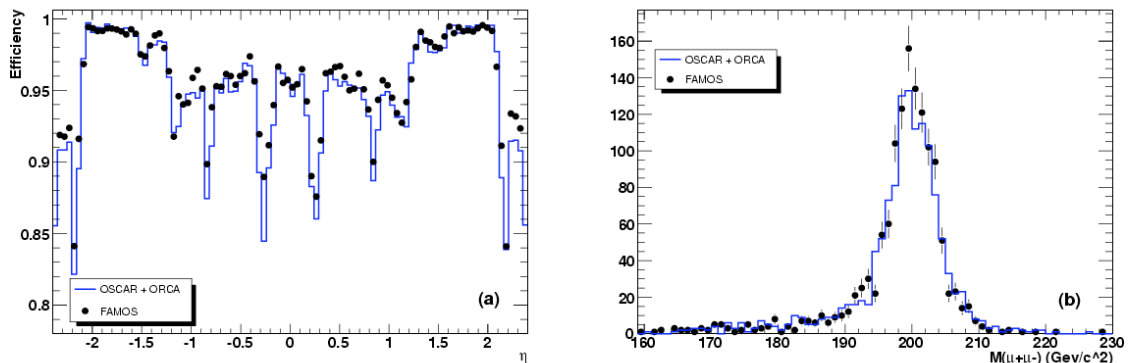 Efficiency
1
0.95
0.9
0.85
0.8
OSCAR + ORCA
FAMOS
(a)
-2 -1.5 -1 -0.5 0 0.5 1 1.5 2
η
160
140
120
100
80
60
40
20
0
OSCAR + ORCA
FAMOS
(b)
160 170 180 190 200 210 220 230
M(μ+μ-) (Gev/c^2)